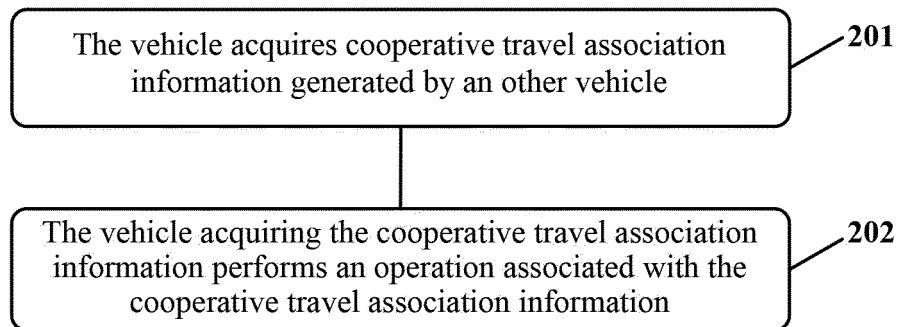 The vehicle acquires cooperative travel association
information generated by an other vehicle
201
The vehicle acquiring the cooperative travel association
information performs an operation associated with the
cooperative travel association information
202